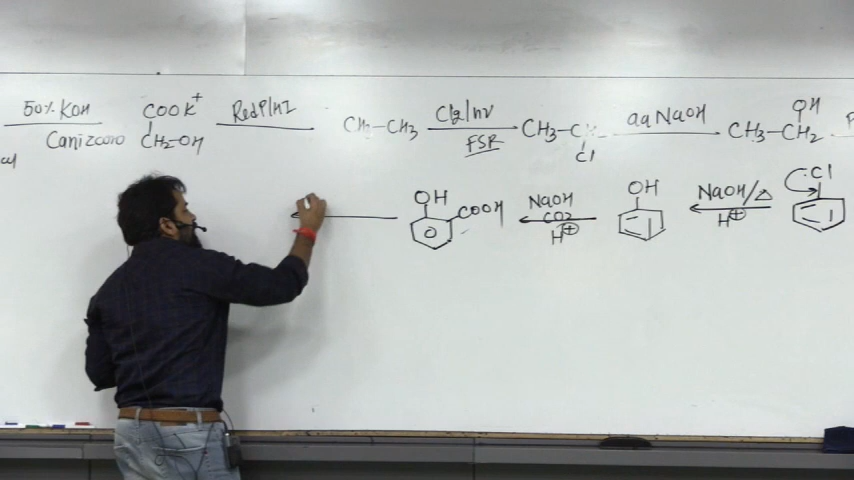 50% KOH COOK+ Red P/HI CH3-CH3 Cl2/hv CH3-CH2 aq NaOH CH3-CH2 OH
Canizzaro CH2-OH FSR Cl
OH COOH NaOH CO2 H⊕ OH NaOH/△ H⊕ :Cl